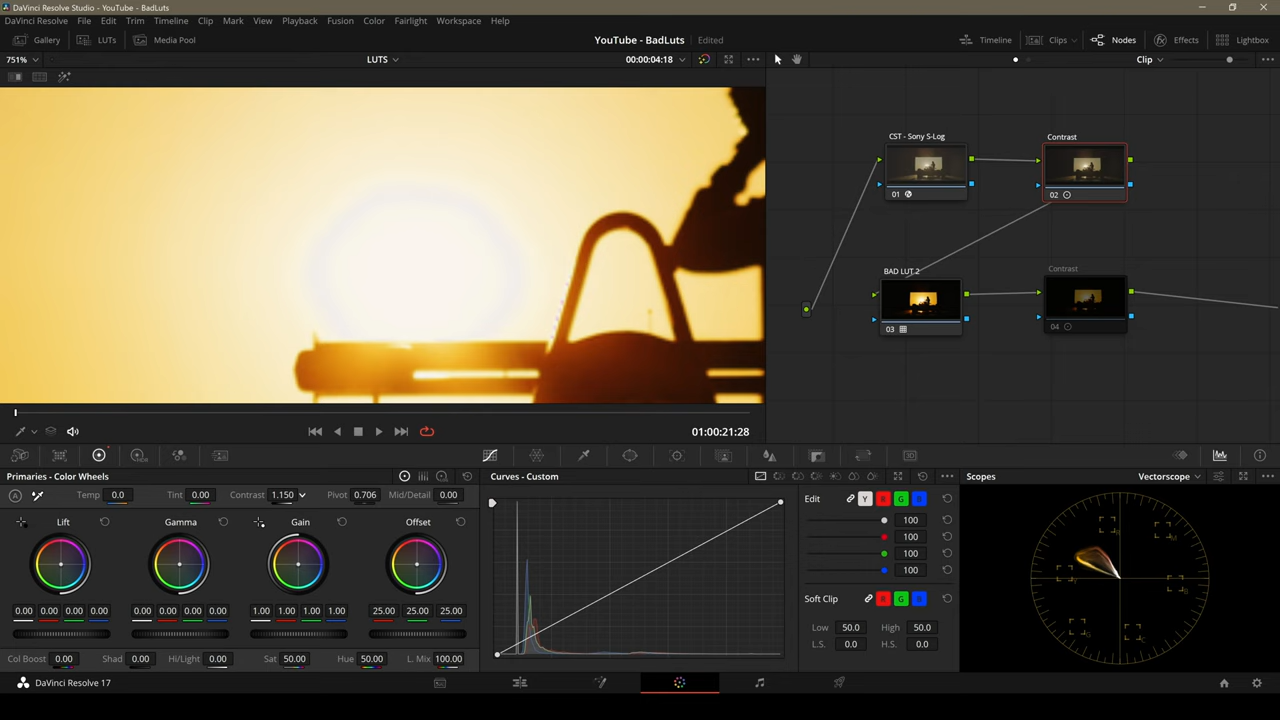 DaVinci Resolve Studio - YouTube - BadLuts
DaVinci Resolve File Edit Trim Timeline Clip Mark View Playback Fusion Color Fairlight Workspace Help
Gallery LUTs Media Pool YouTube - BadLuts Edited Timeline Clips Nodes Effects Lightbox
751% LUTS 00:00:04:18 Clip
CST - Sony S-Log Contrast
01 02
BAD LUT 2 Contrast
03 04
01:00:21:28
Primaries - Color Wheels Curves - Custom Scopes Vectorscope
Temp 0.0 Tint 0.00 Contrast 1.150 Pivot 0.706 Mid/Detail 0.00 Edit Y R G B
Lift Gamma Gain Offset 100
100
100
100
Soft Clip R G B
0.00 0.00 0.00 0.00 0.00 0.00 0.00 0.00 1.00 1.00 1.00 1.00 25.00 25.00 25.00
Low 50.0 High 50.0
L.S. 0.0 H.S. 0.0
Col Boost 0.00 Shad 0.00 Hi/Light 0.00 Sat 50.00 Hue 50.00 L. Mix 100.00
DaVinci Resolve 17